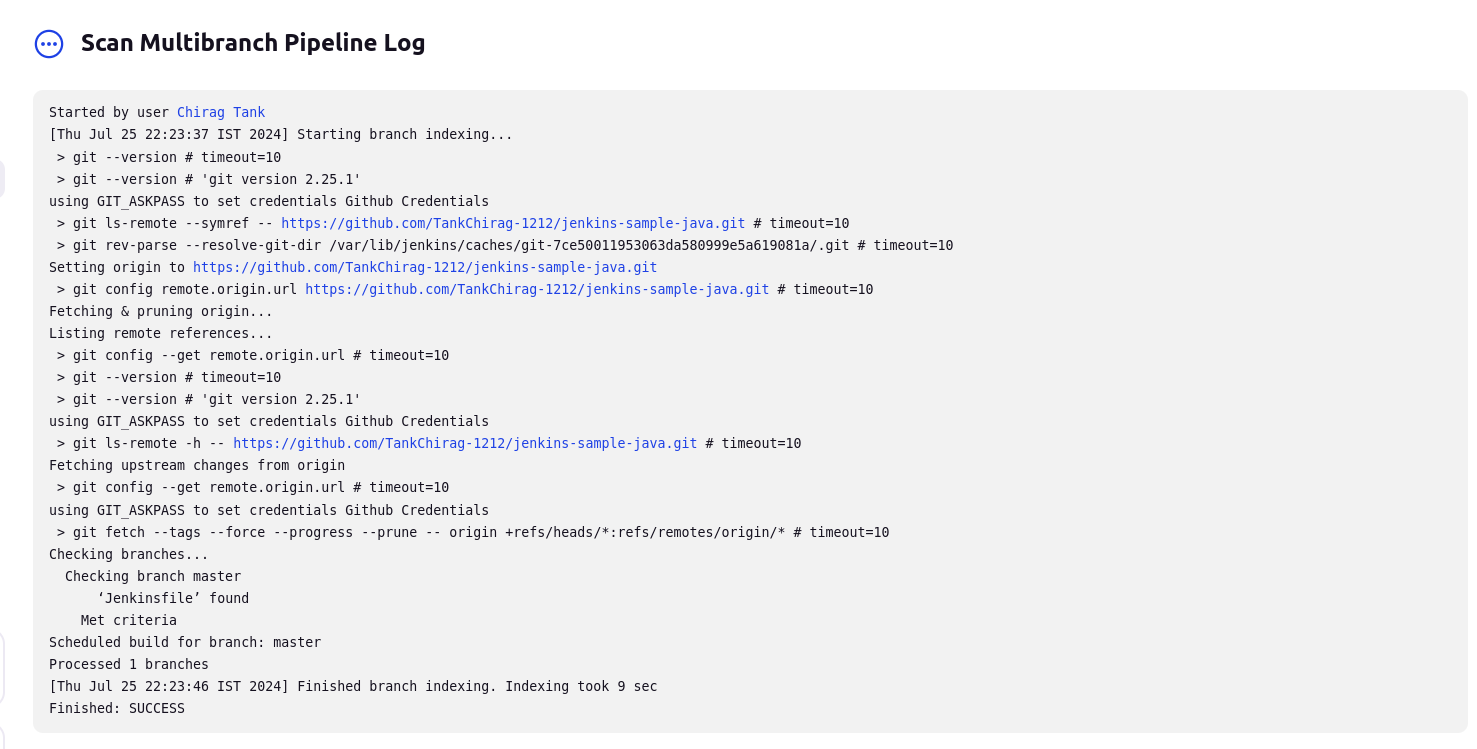 Scan Multibranch Pipeline Log
Started by user Chirag Tank
[Thu Jul 25 22:23:37 IST 2024] Starting branch indexing...
 > git --version # timeout=10
 > git --version # 'git version 2.25.1'
using GIT_ASKPASS to set credentials Github Credentials
 > git ls-remote --symref -- https://github.com/TankChirag-1212/jenkins-sample-java.git # timeout=10
 > git rev-parse --resolve-git-dir /var/lib/jenkins/caches/git-7ce50011953063da580999e5a619081a/.git # timeout=10
Setting origin to https://github.com/TankChirag-1212/jenkins-sample-java.git
 > git config remote.origin.url https://github.com/TankChirag-1212/jenkins-sample-java.git # timeout=10
Fetching & pruning origin...
Listing remote references...
 > git config --get remote.origin.url # timeout=10
 > git --version # timeout=10
 > git --version # 'git version 2.25.1'
using GIT_ASKPASS to set credentials Github Credentials
 > git ls-remote -h -- https://github.com/TankChirag-1212/jenkins-sample-java.git # timeout=10
Fetching upstream changes from origin
 > git config --get remote.origin.url # timeout=10
using GIT_ASKPASS to set credentials Github Credentials
 > git fetch --tags --force --progress --prune -- origin +refs/heads/*:refs/remotes/origin/* # timeout=10
Checking branches...
  Checking branch master
      ‘Jenkinsfile’ found
    Met criteria
Scheduled build for branch: master
Processed 1 branches
[Thu Jul 25 22:23:46 IST 2024] Finished branch indexing. Indexing took 9 sec
Finished: SUCCESS